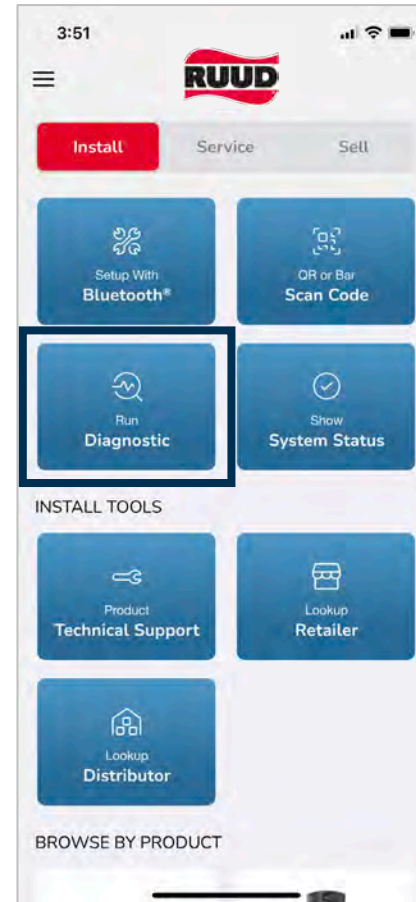 3:51
RUUD
Install Service Sell
Setup With
Bluetooth®
QR or Bar
Scan Code
Run
Diagnostic
Show
System Status
INSTALL TOOLS
Product
Technical Support
Lookup
Retailer
Lookup
Distributor
BROWSE BY PRODUCT